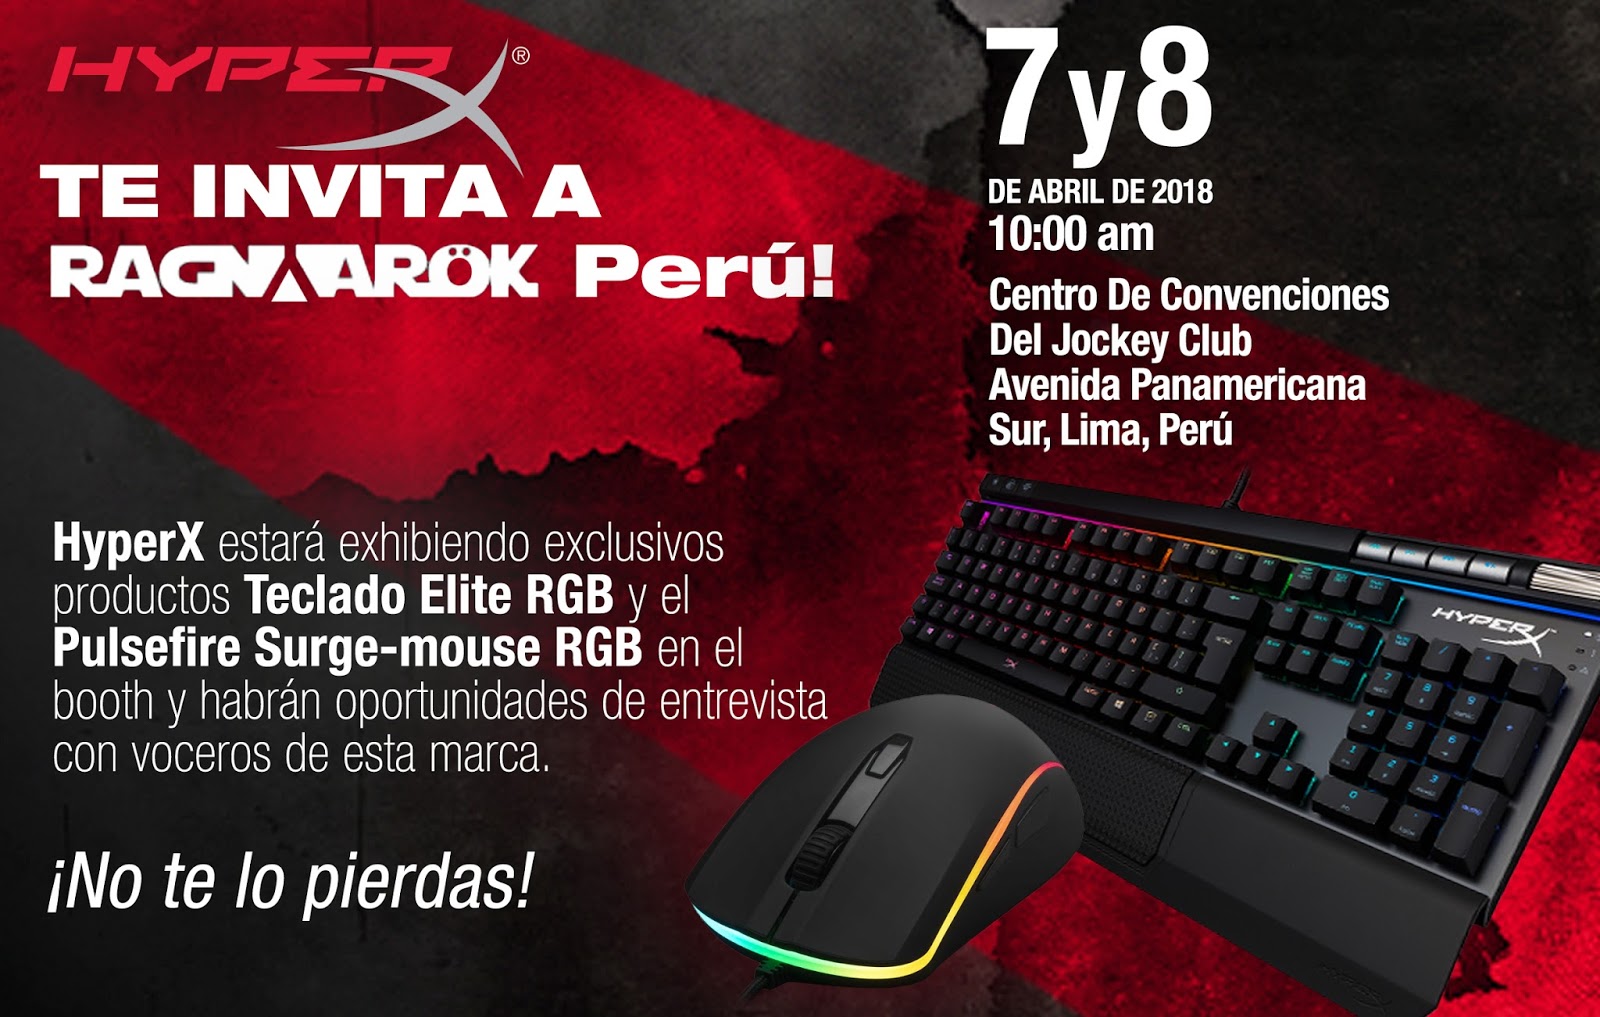 HYPERX®
TE INVITA A
RAGNARÖK Perú!
7y8
DE ABRIL DE 2018
10:00 am
Centro De Convenciones
Del Jockey Club
Avenida Panamericana
Sur, Lima, Perú
HyperX estará exhibiendo exclusivos
productos Teclado Elite RGB y el
Pulsefire Surge-mouse RGB en el
booth y habrán oportunidades de entrevista
con voceros de esta marca.
¡No te lo pierdas!
HYPERX